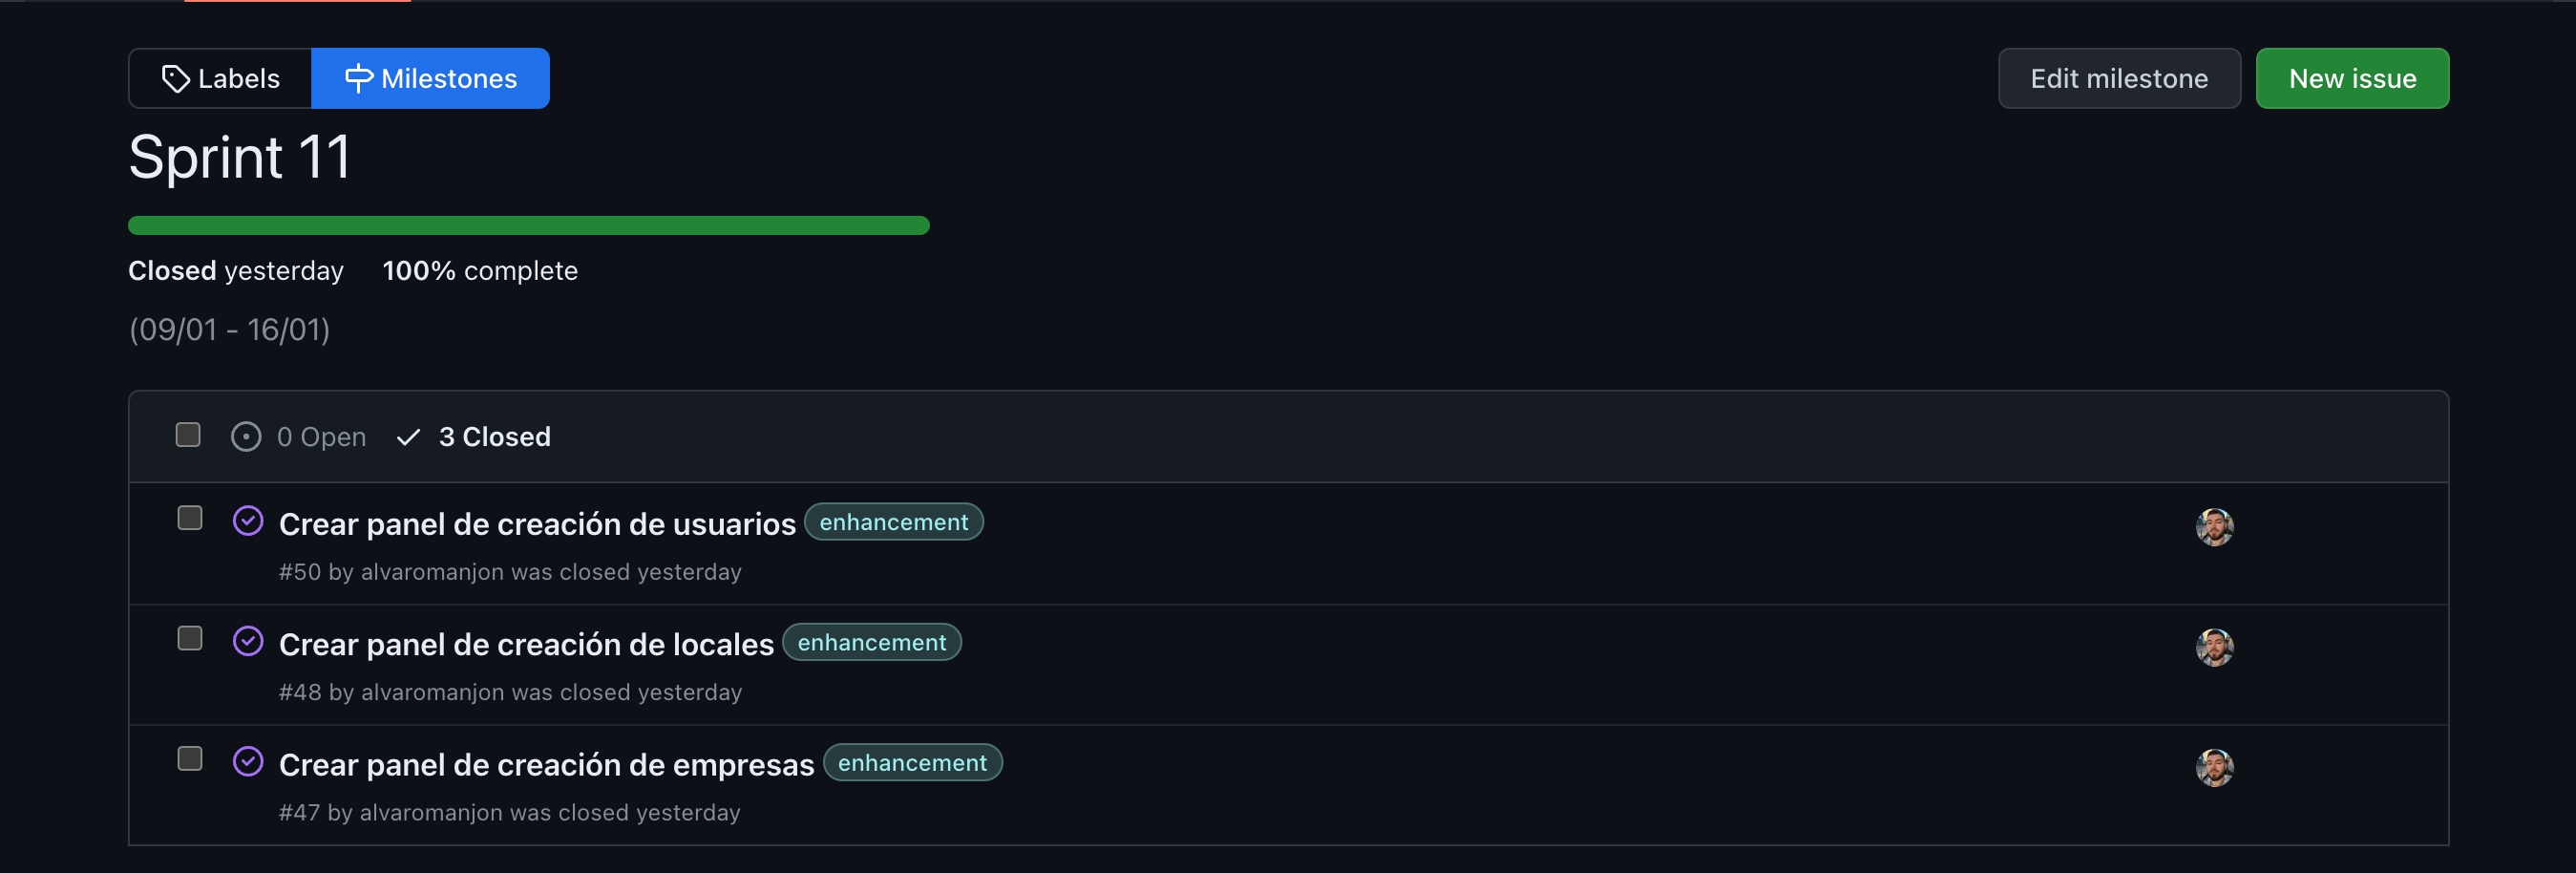 Labels Milestones Edit milestone New issue
Sprint 11
Closed yesterday 100% complete
(09/01 - 16/01)
0 Open 3 Closed
Crear panel de creación de usuarios enhancement
#50 by alvaromanjon was closed yesterday
Crear panel de creación de locales enhancement
#48 by alvaromanjon was closed yesterday
Crear panel de creación de empresas enhancement
#47 by alvaromanjon was closed yesterday